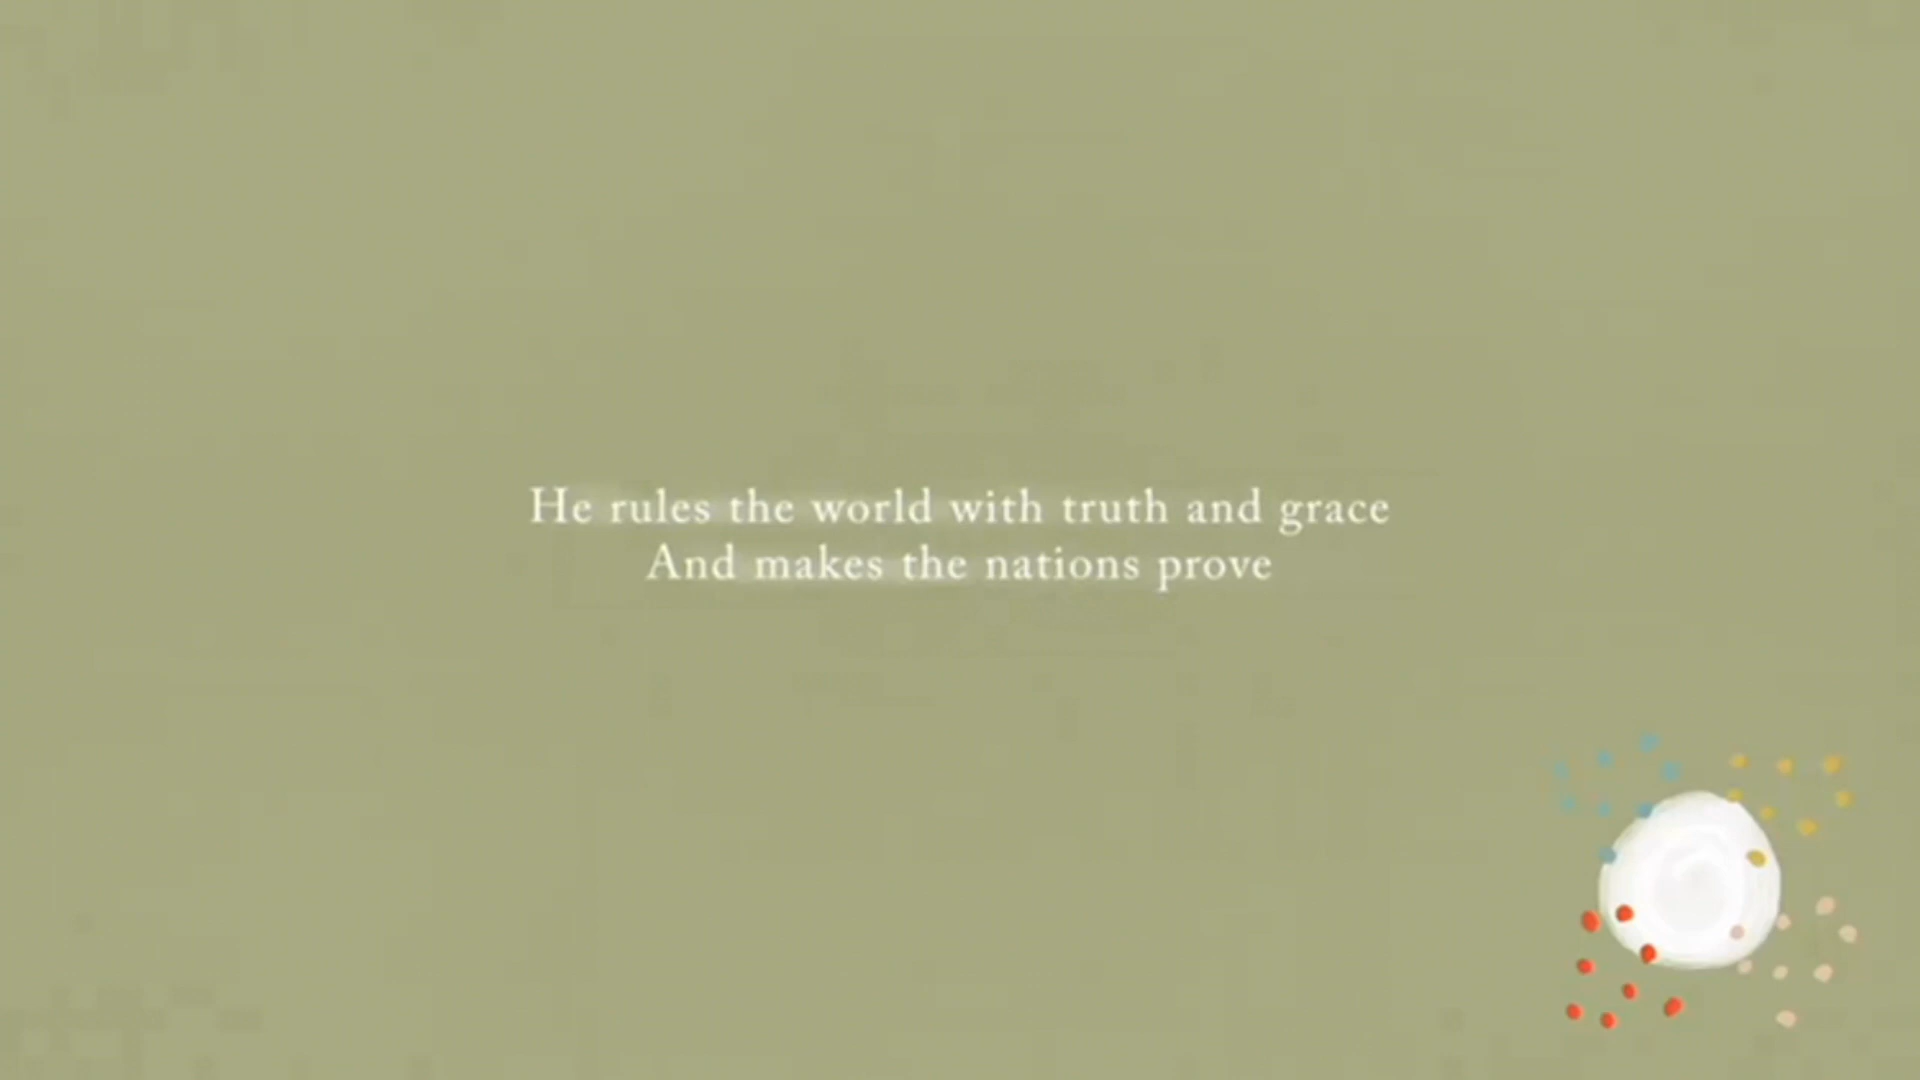 He rules the world with truth and grace
And makes the nations prove